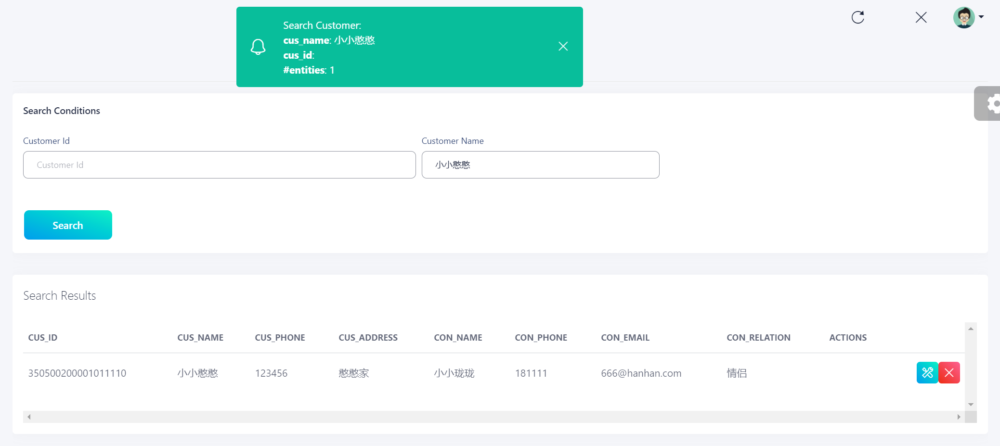 Search Customer:
cus_name: 小小憨憨
cus_id:
#entities: 1
Search Conditions
Customer Id
Customer Name
Customer Id
小小憨憨
Search
Search Results
CUS_ID CUS_NAME CUS_PHONE CUS_ADDRESS CON_NAME CON_PHONE CON_EMAIL CON_RELATION ACTIONS
350500200001011110 小小憨憨 123456 憨憨家 小小珑珑 181111 666@hanhan.com 情侣